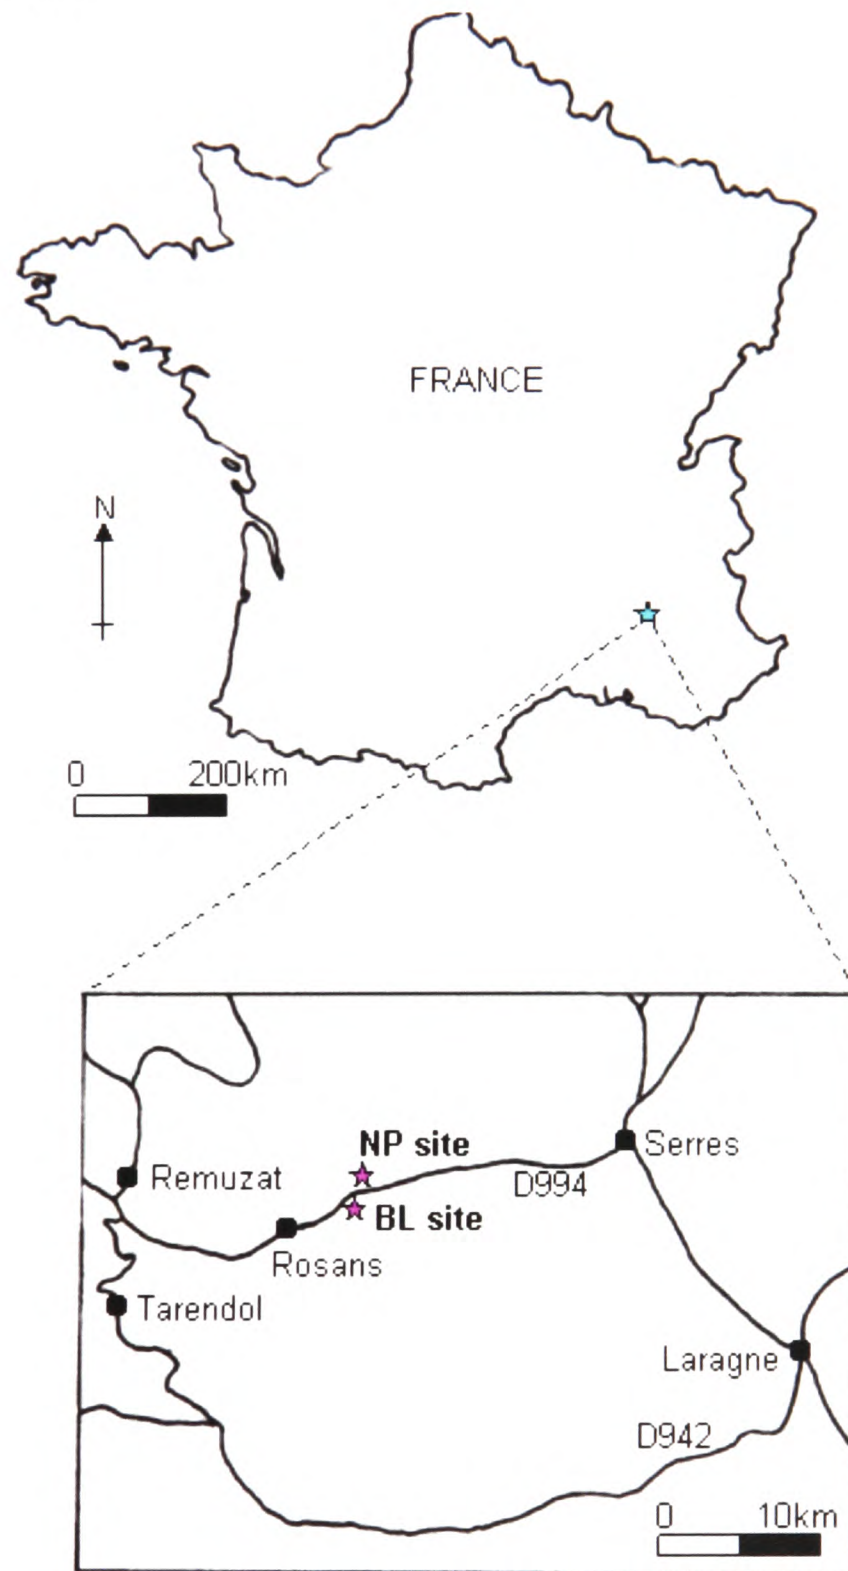 FRANCE
N
0 200km
NP site
Serres
Remuzat
D994
BL site
Rosans
Tarendol
Laragne
D942
0 10km